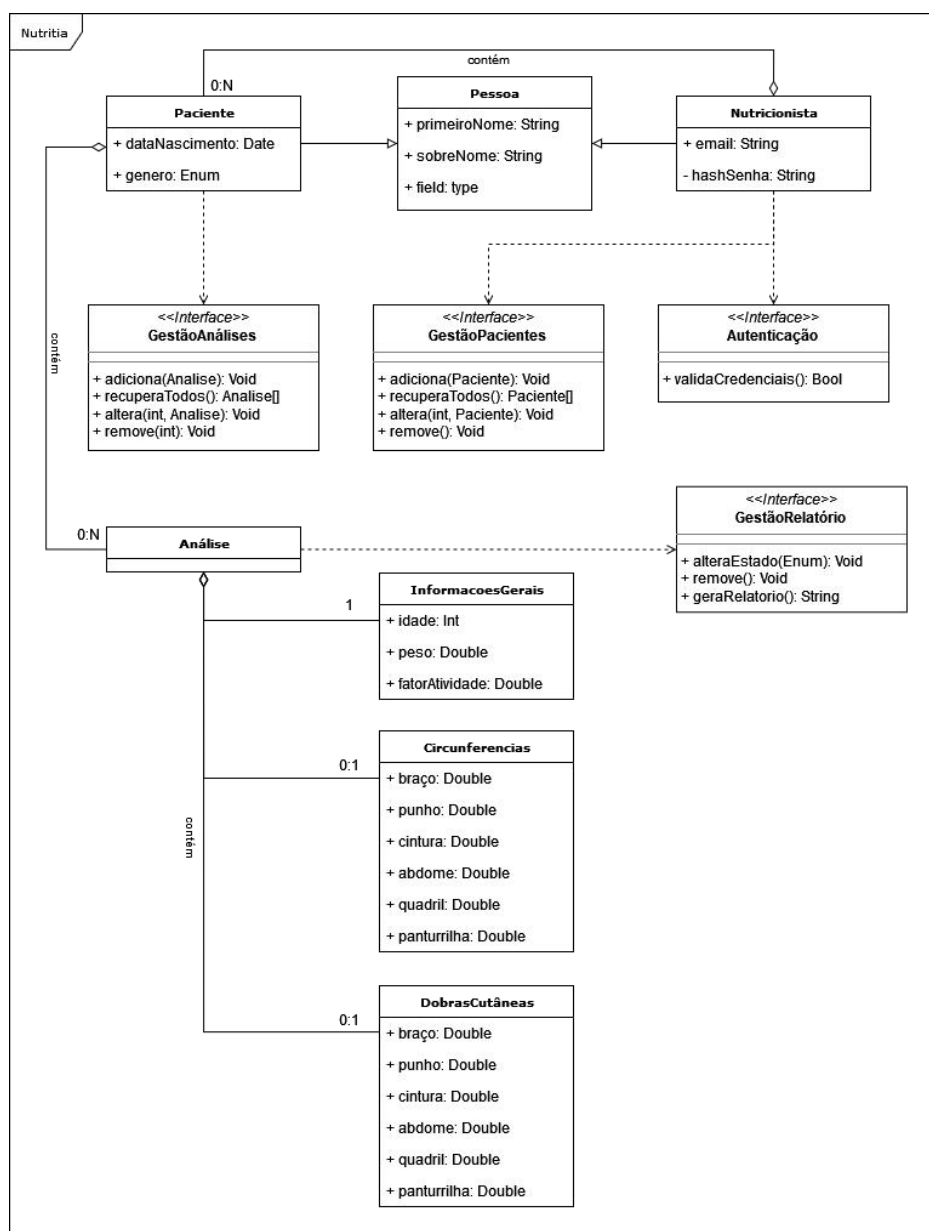 Nutritia
contém
0:N
Paciente
+ dataNascimento: Date
+ genero: Enum
Pessoa
+ primeiroNome: String
+ sobreNome: String
+ field: type
Nutricionista
+ email: String
- hashSenha: String
contém
<<Interface>>
GestãoAnálises
+ adiciona(Analise): Void
+ recuperaTodos(): Analise[]
+ altera(int, Analise): Void
+ remove(int): Void
<<Interface>>
GestãoPacientes
+ adiciona(Paciente): Void
+ recuperaTodos(): Paciente[]
+ altera(int, Paciente): Void
+ remove(): Void
<<Interface>>
Autenticação
+ validaCredenciais(): Bool
0:N
Análise
<<Interface>>
GestãoRelatório
+ alteraEstado(Enum): Void
+ remove(): Void
+ geraRelatorio(): String
1
InformacoesGerais
+ idade: Int
+ peso: Double
+ fatorAtividade: Double
0:1
Circunferencias
+ braço: Double
+ punho: Double
+ cintura: Double
+ abdome: Double
+ quadril: Double
+ panturrilha: Double
contém
0:1
DobrasCutâneas
+ braço: Double
+ punho: Double
+ cintura: Double
+ abdome: Double
+ quadril: Double
+ panturrilha: Double